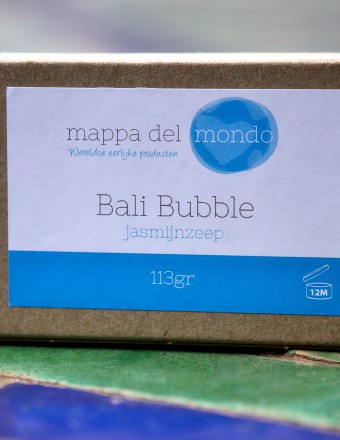 mappa del mondo
Wereldse eerlijke producten
Bali Bubble
jasmijnzeep
113gr
12M